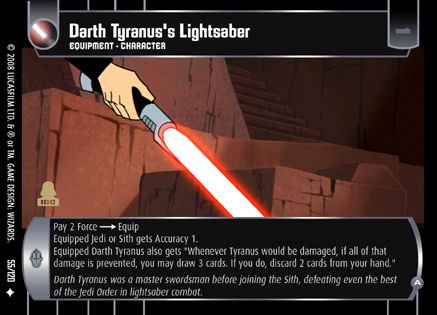 Darth Tyranus's Lightsaber
EQUIPMENT - CHARACTER
IDC
Pay 2 Force → Equip
Equipped Jedi or Sith gets Accuracy 1.
Equipped Darth Tyranus also gets "Whenever Tyranus would be damaged, if all of that
damage is prevented, you may draw 3 cards. If you do, discard 2 cards from your hand."
Darth Tyranus was a master swordsman before joining the Sith, defeating even the best
of the Jedi Order in lightsaber combat.
A
© 2008 LUCASFILM LTD. & ® or TM. GAME DESIGN: WIZARDS.
55/120